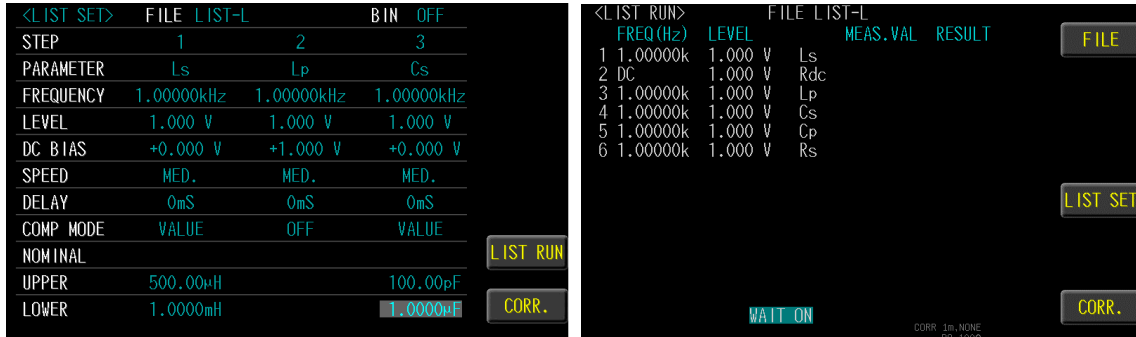 <LIST SET> FILE LIST-L BIN OFF
STEP 1 2 3
PARAMETER Ls Lp Cs
FREQUENCY 1.00000kHz 1.00000kHz 1.00000kHz
LEVEL 1.000 V 1.000 V 1.000 V
DC BIAS +0.000 V +1.000 V +0.000 V
SPEED MED. MED. MED.
DELAY 0mS 0mS 0mS
COMP MODE VALUE OFF VALUE
NOMINAL
UPPER 500.00μH 100.00pF
LOWER 1.0000mH 1.0000μF
LIST RUN
CORR.
<LIST RUN> FILE LIST-L
FREQ(Hz) LEVEL MEAS.VAL RESULT
1 1.00000k 1.000 V Ls
2 DC 1.000 V Rdc
3 1.00000k 1.000 V Lp
4 1.00000k 1.000 V Cs
5 1.00000k 1.000 V Cp
6 1.00000k 1.000 V Rs
WAIT ON
CORR 1m,NONE
FILE
LIST SET
CORR.